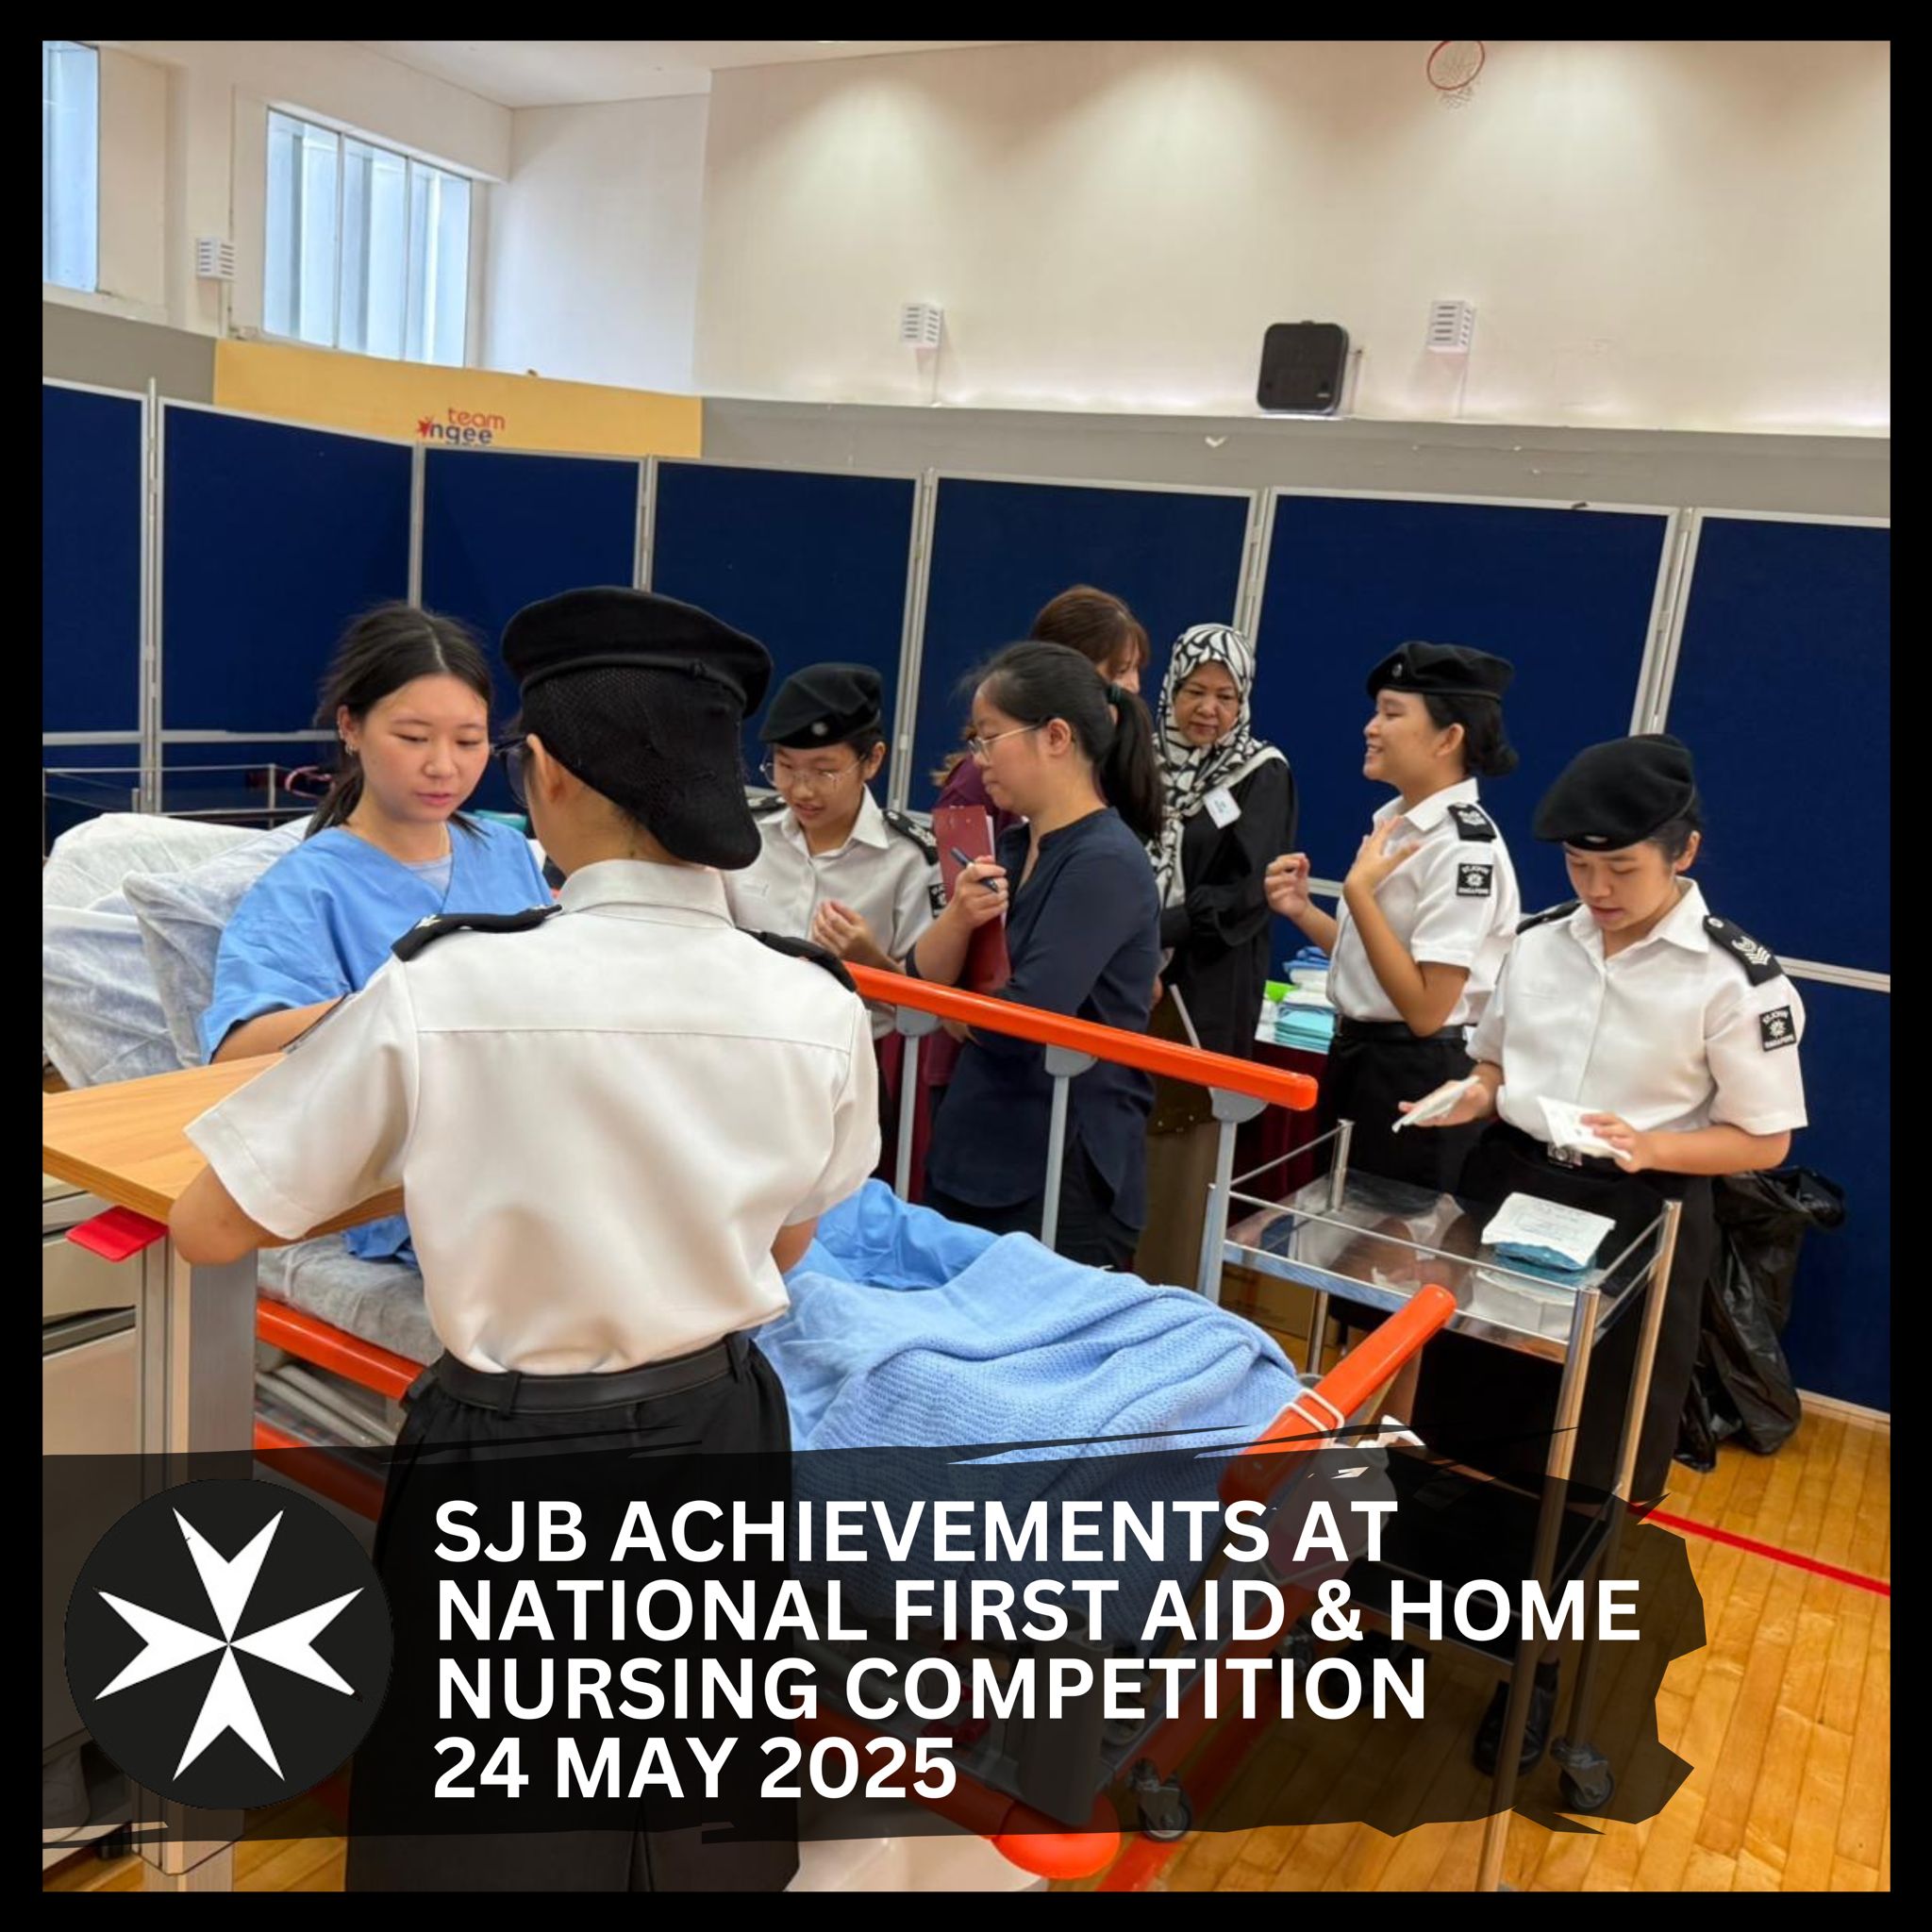 team
ngee
SJB ACHIEVEMENTS AT
NATIONAL FIRST AID & HOME
NURSING COMPETITION
24 MAY 2025